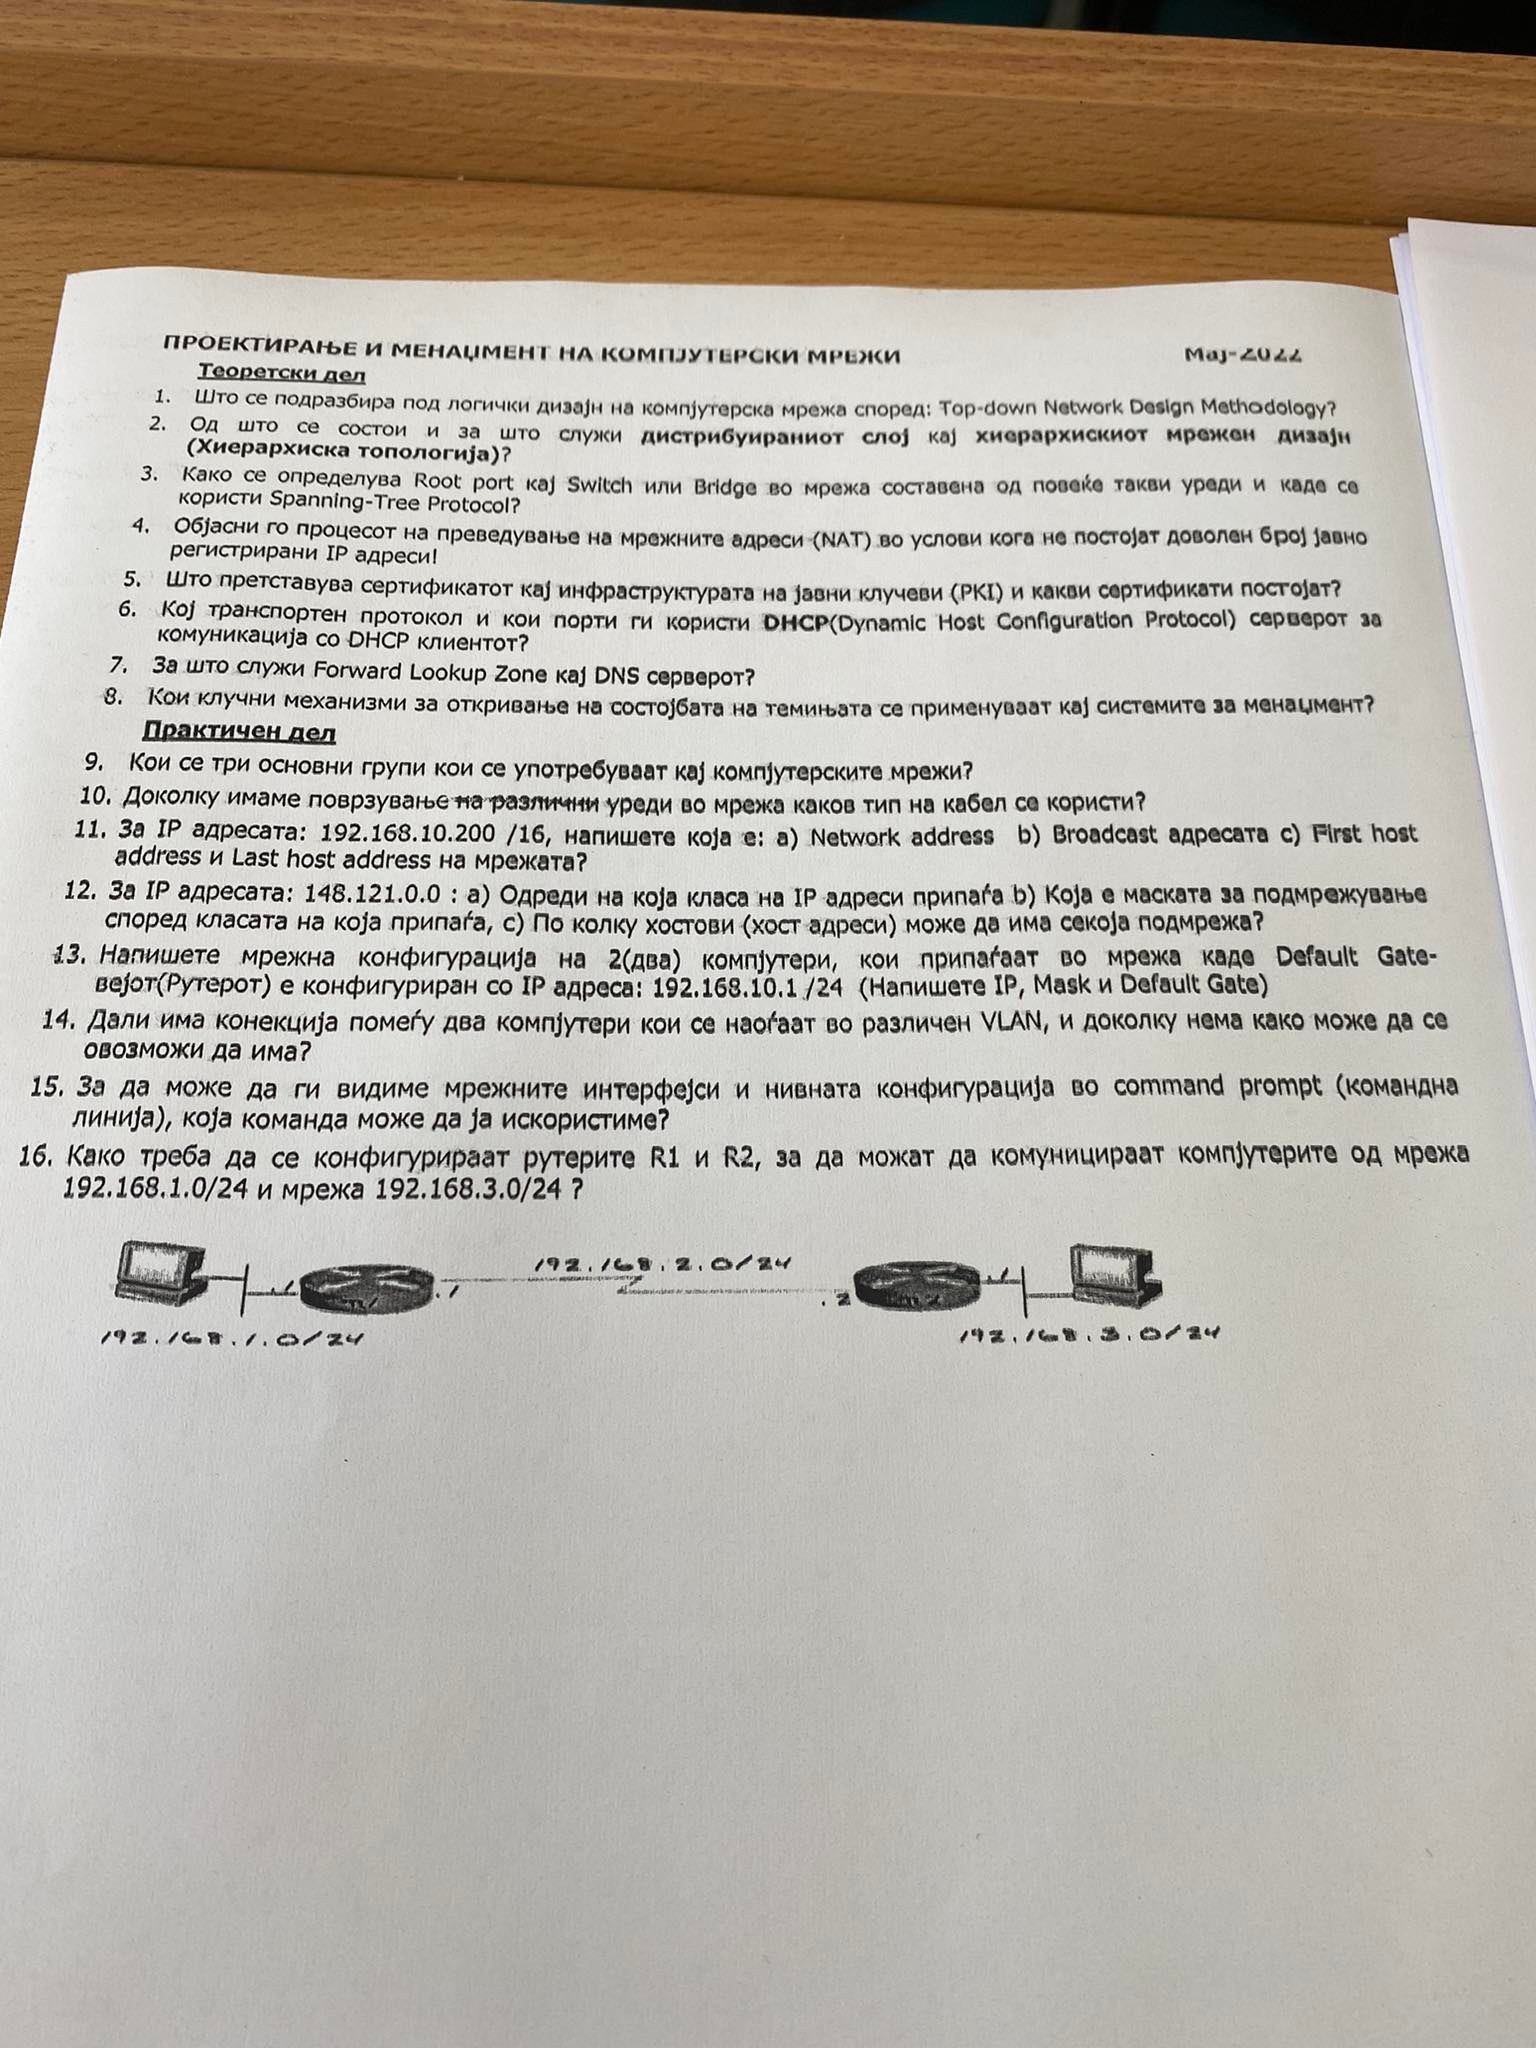 ПРОЕКТИРАЊЕ И МЕНАЏМЕНТ НА КОМПЈУТЕРСКИ МРЕЖИ Мај-2022
Теоретски дел
1. Што се подразбира под логички дизајн на компјутерска мрежа според: Top-down Network Design Methodology?
2. Од што се состои и за што служи дистрибуираниот слој кај хиерархискиот мрежен дизајн
(Хиерархиска топологија)?
3. Како се определува Root port кај Switch или Bridge во мрежа составена од повеќе такви уреди и каде се
користи Spanning-Tree Protocol?
4. Објасни го процесот на преведување на мрежните адреси (NAT) во услови кога не постојат доволен број јавно
регистрирани IP адреси!
5. Што претставува сертификатот кај инфраструктурата на јавни клучеви (PKI) и какви сертификати постојат?
6. Кој транспортен протокол и кои порти ги користи DHCP(Dynamic Host Configuration Protocol) серверот за
комуникација со DHCP клиентот?
7. За што служи Forward Lookup Zone кај DNS серверот?
8. Кои клучни механизми за откривање на состојбата на темињата се применуваат кај системите за менаџмент?
Практичен дел
9. Кои се три основни групи кои се употребуваат кај компјутерските мрежи?
10. Доколку имаме поврзување на различни уреди во мрежа каков тип на кабел се користи?
11. За IP адресата: 192.168.10.200 /16, напишете која е: a) Network address b) Broadcast адресата c) First host
address и Last host address на мрежата?
12. За IP адресата: 148.121.0.0 : a) Одреди на која класа на IP адреси припаѓа b) Која е маската за подмрежување
според класата на која припаѓа, c) По колку хостови (хост адреси) може да има секоја подмрежа?
13. Напишете мрежна конфигурација на 2(два) компјутери, кои припаѓаат во мрежа каде Default Gate-
вејот(Рутерот) е конфигуриран со IP адреса: 192.168.10.1 /24 (Напишете IP, Mask и Default Gate)
14. Дали има конекција помеѓу два компјутери кои се наоѓаат во различен VLAN, и доколку нема како може да се
овозможи да има?
15. За да може да ги видиме мрежните интерфејси и нивната конфигурација во command prompt (командна
линија), која команда може да ја искористиме?
16. Како треба да се конфигурираат рутерите R1 и R2, за да можат да комуницираат компјутерите од мрежа
192.168.1.0/24 и мрежа 192.168.3.0/24 ?
192.168.2.0/24
.1 .1 .2 .1
192.168.1.0/24 192.168.3.0/24